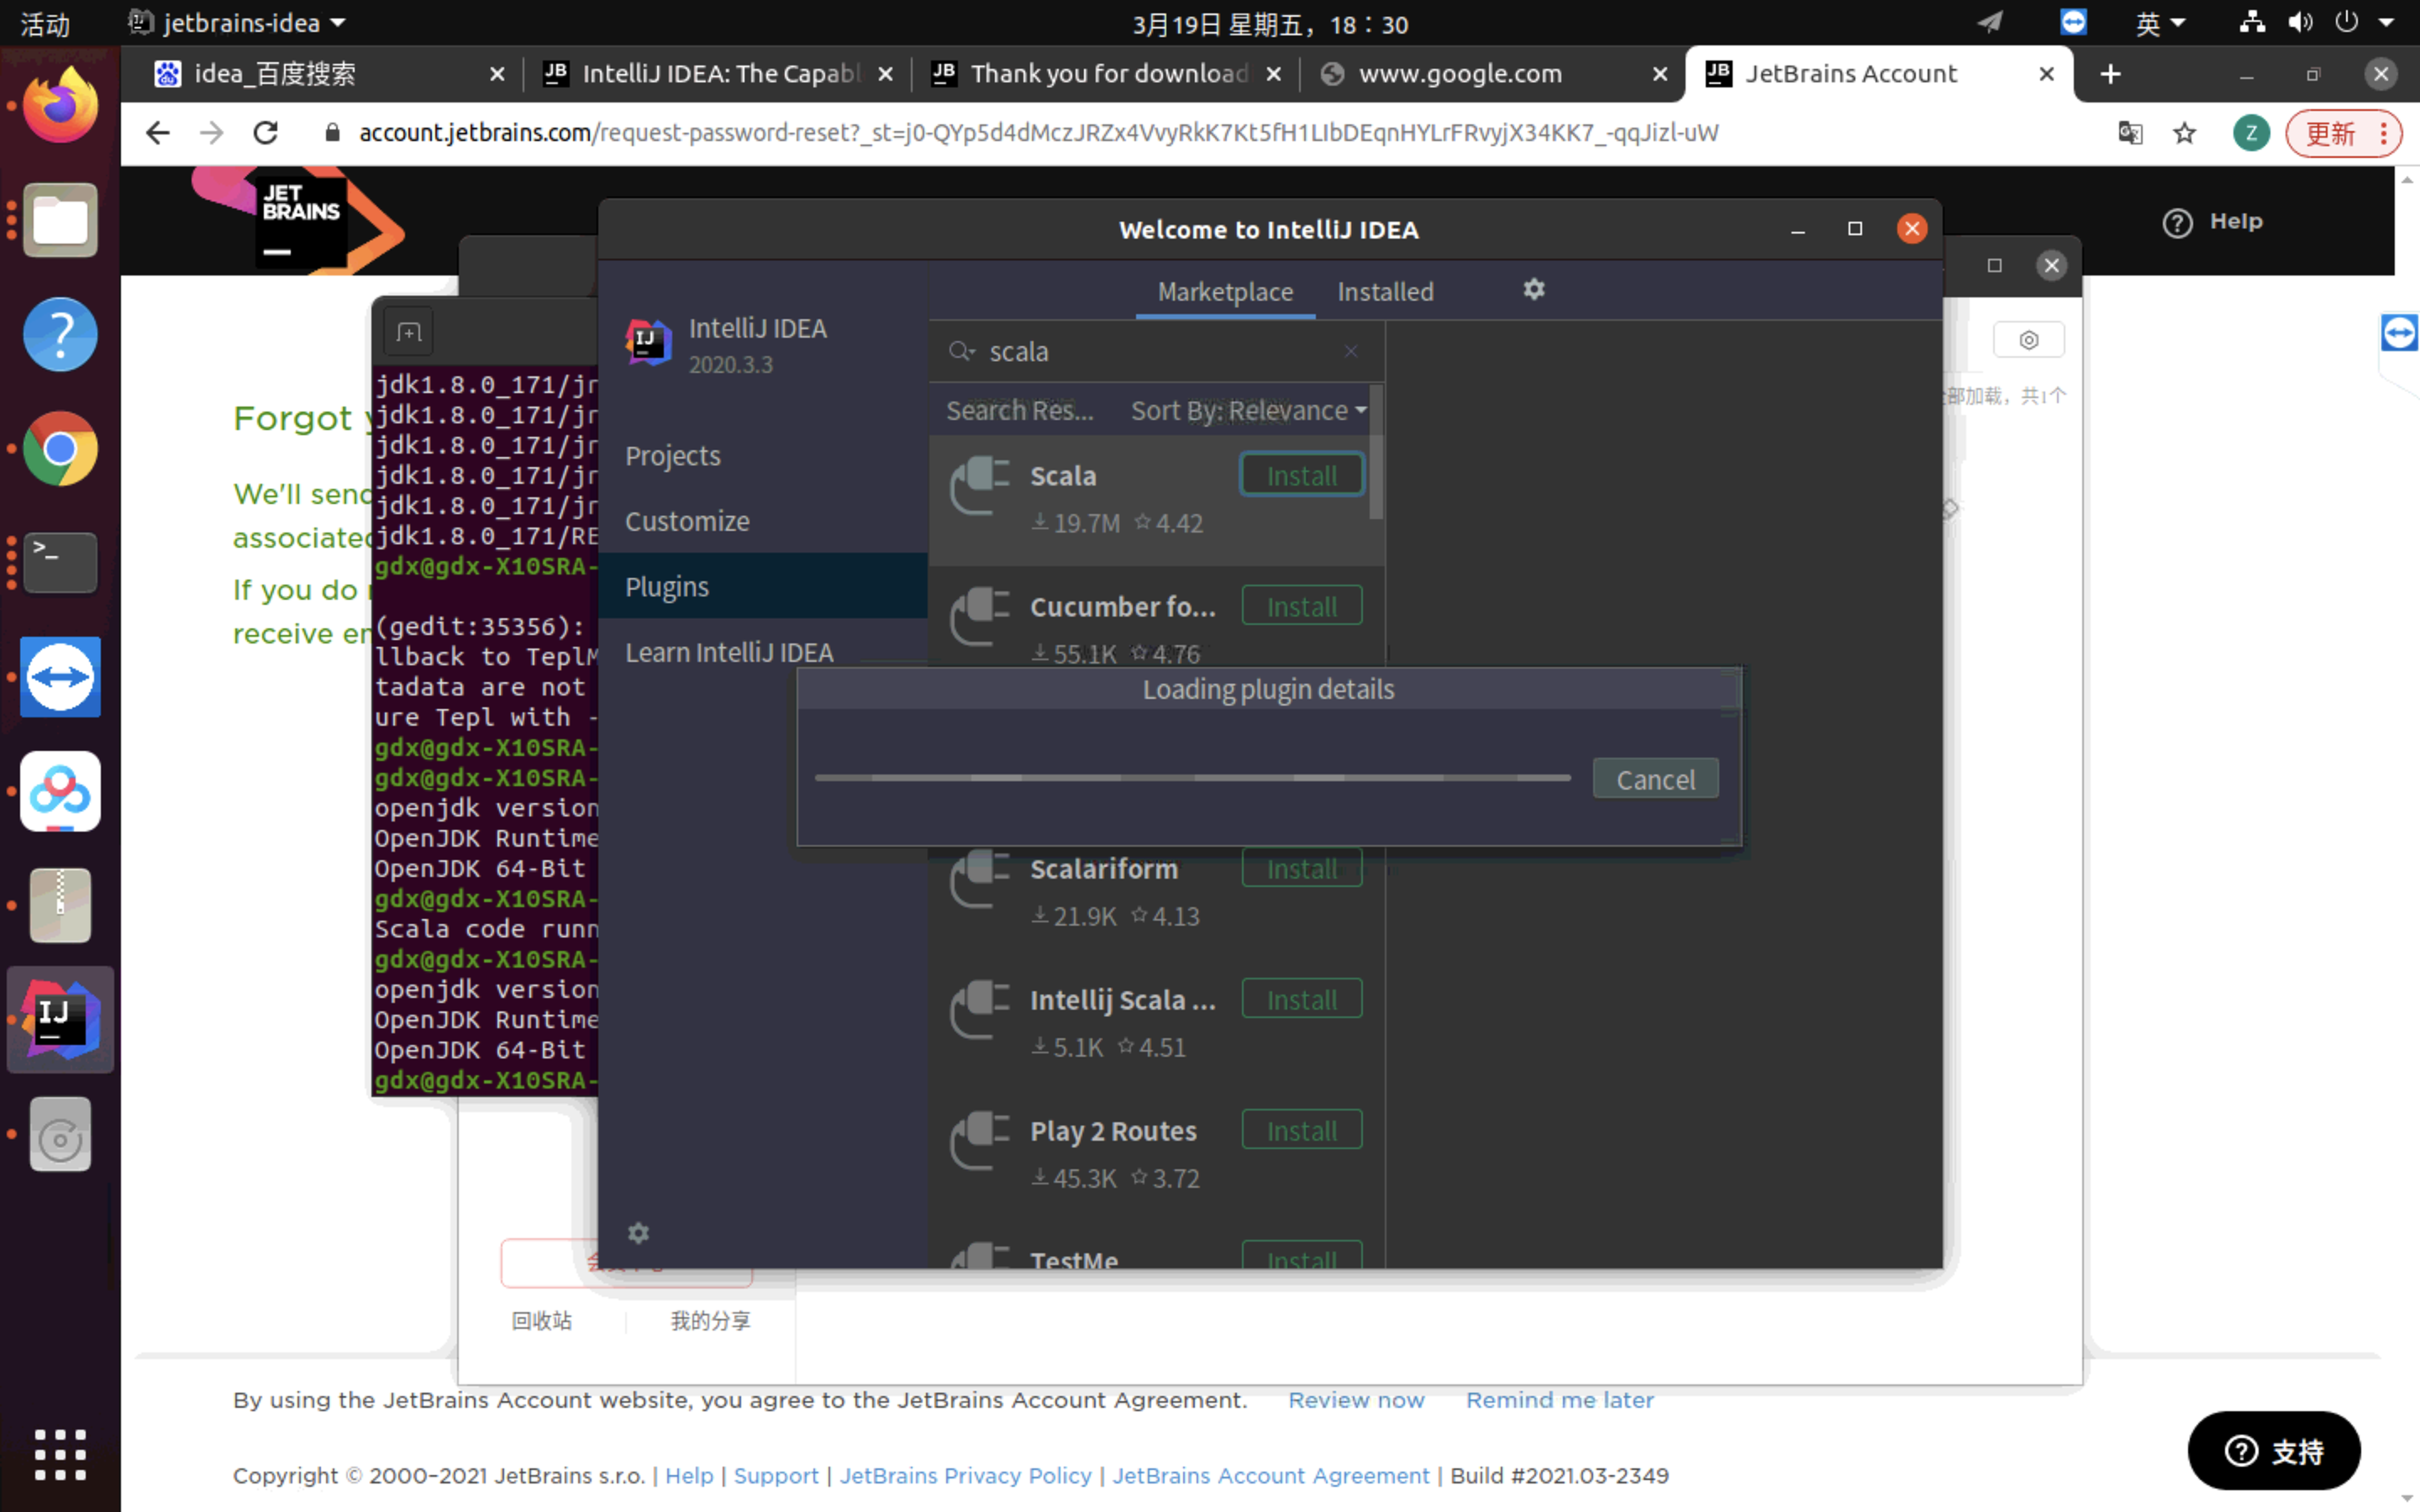 活动
jetbrains-idea
3月19日 星期五，18：30
英
idea_百度搜索
IntelliJ IDEA: The Capabl
Thank you for download
www.google.com
JetBrains Account
account.jetbrains.com/request-password-reset?_st=j0-QYp5d4dMczJRZx4VvyRkK7Kt5fH1LIbDEqnHYLrFRvyjX34KK7_-qqJizl-uW
Z
更新
JET
BRAINS
Help
Welcome to IntelliJ IDEA
Marketplace
Installed
IntelliJ IDEA
2020.3.3
Projects
Customize
Plugins
Learn IntelliJ IDEA
scala
Search Res...
Sort By: Relevance
Scala
Install
19.7M
4.42
Cucumber fo...
Install
55.1K
4.76
Loading plugin details
Cancel
Scalariform
Install
21.9K
4.13
Intellij Scala ...
Install
5.1K
4.51
Play 2 Routes
Install
45.3K
3.72
TestMe
Install
部加载，共1个
Forgot
We'll send
associated
If you do
receive
jdk1.8.0_171/jr
jdk1.8.0_171/jr
jdk1.8.0_171/jr
jdk1.8.0_171/jr
jdk1.8.0_171/jr
jdk1.8.0_171/RE
gdx@gdx-X10SRA-
(gedit:35356):
llback to TeplM
tadata are not
ure Tepl with -
gdx@gdx-X10SRA-
gdx@gdx-X10SRA-
openjdk version
OpenJDK Runtime
OpenJDK 64-Bit
gdx@gdx-X10SRA-
Scala code runn
gdx@gdx-X10SRA-
openjdk version
OpenJDK Runtime
OpenJDK 64-Bit
gdx@gdx-X10SRA-
回收站
我的分享
By using the JetBrains Account website, you agree to the JetBrains Account Agreement. Review now Remind me later
Copyright © 2000–2021 JetBrains s.r.o. | Help | Support | JetBrains Privacy Policy | JetBrains Account Agreement | Build #2021.03-2349
支持